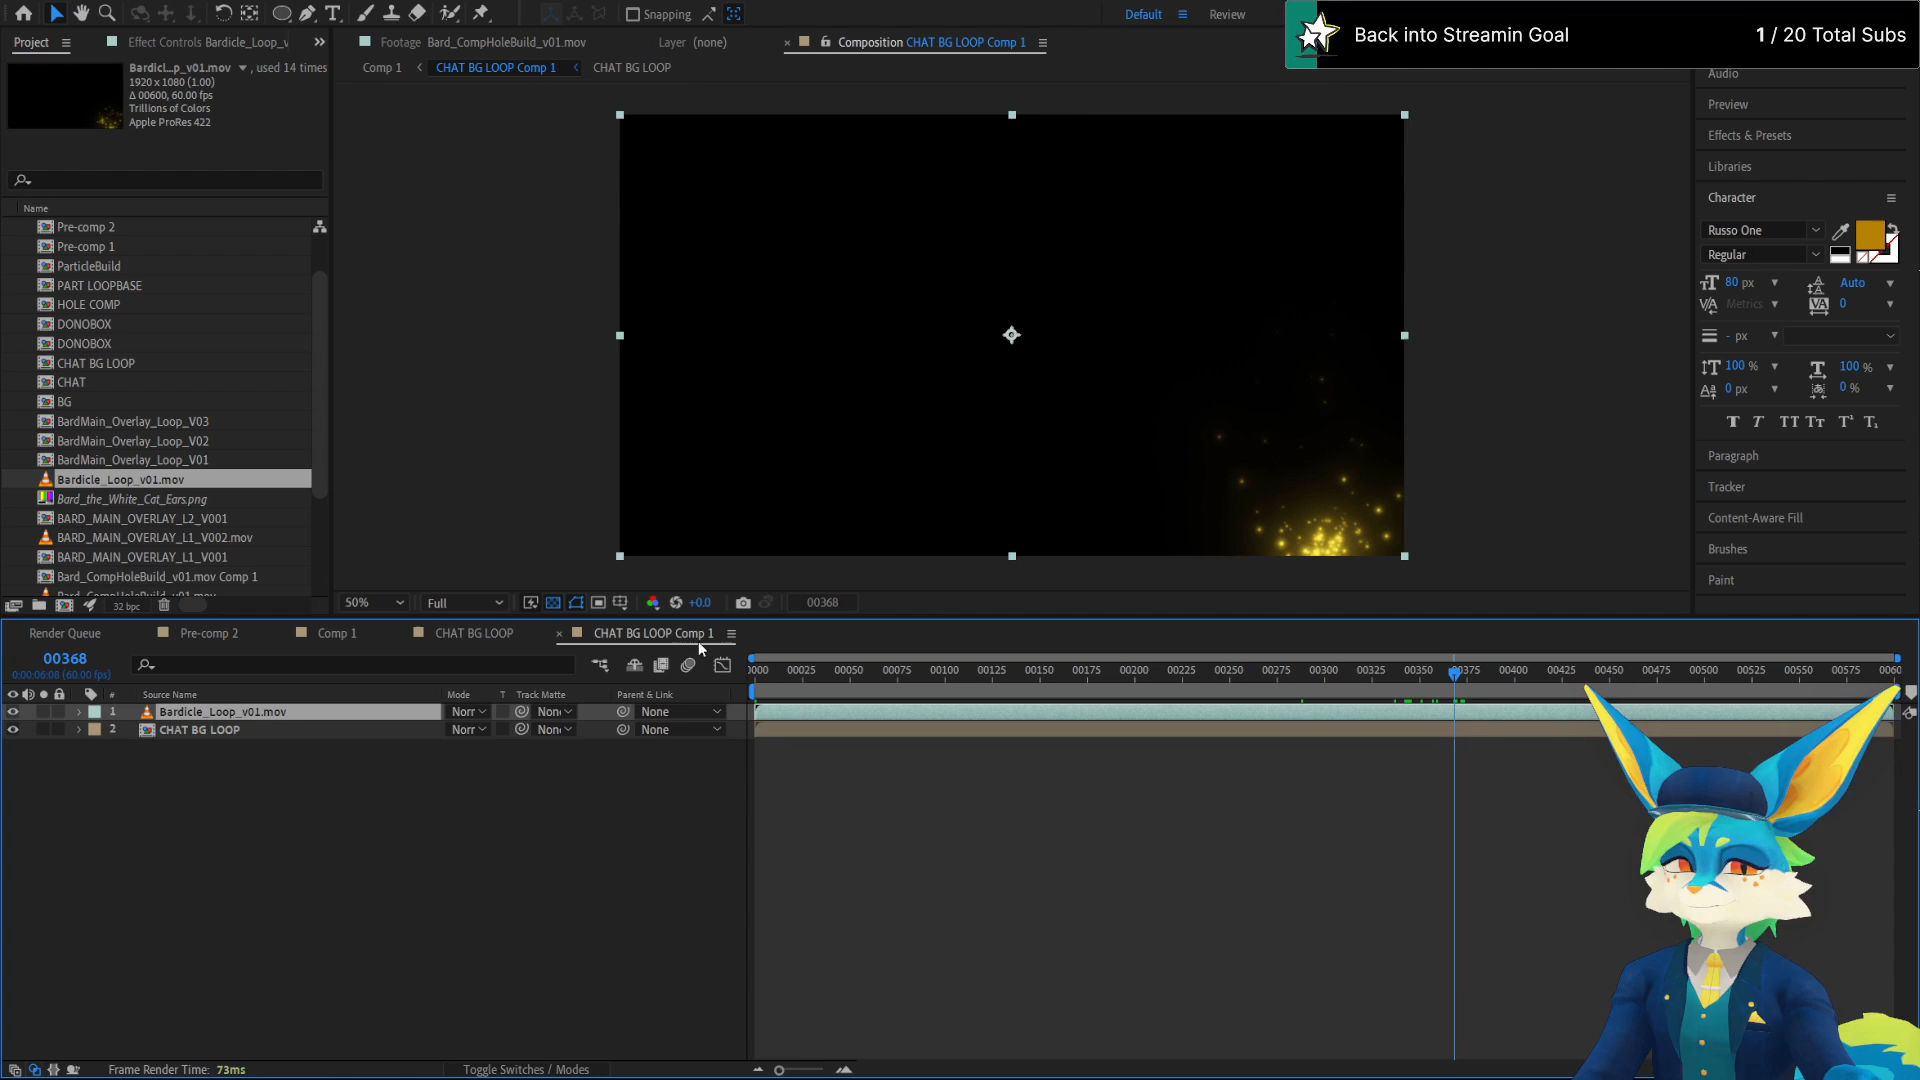 Snapping
Default
Review
Back into Streamin Goal
1 / 20 Total Subs
Project
Effect Controls Bardicle_Loop_v
Footage Bard_CompHoleBuild_v01.mov
Layer (none)
Composition CHAT BG LOOP Comp 1
Comp 1
CHAT BG LOOP Comp 1
CHAT BG LOOP
Bardicl...p_v01.mov
, used 14 times
1920 x 1080 (1.00)
Δ 00600, 60.00 fps
Trillions of Colors
Apple ProRes 422
Name
Pre-comp 2
Pre-comp 1
ParticleBuild
PART LOOPBASE
HOLE COMP
DONOBOX
DONOBOX
CHAT BG LOOP
CHAT
BG
BardMain_Overlay_Loop_V03
BardMain_Overlay_Loop_V02
BardMain_Overlay_Loop_V01
Bardicle_Loop_v01.mov
Bard_the_White_Cat_Ears.png
BARD_MAIN_OVERLAY_L2_V001
BARD_MAIN_OVERLAY_L1_V002.mov
BARD_MAIN_OVERLAY_L1_V001
Bard_CompHoleBuild_v01.mov Comp 1
Bard_CompHoleBuild_v01.mov
32 bpc
50%
Full
+0.0
00368
Audio
Preview
Effects & Presets
Libraries
Character
Russo One
Regular
80 px
Auto
Metrics
0
- px
100 %
100 %
0 px
0 %
Paragraph
Tracker
Content-Aware Fill
Brushes
Paint
Render Queue
Pre-comp 2
Comp 1
CHAT BG LOOP
CHAT BG LOOP Comp 1
00368
0:00:06:08 (60.00 fps)
0000 00025 00050 00075 00100 00125 00150 00175 00200 00225 00250 00275 00300 00325 00350 00375 00400 00425 00450 00475 00500 00525 00550 00575 0060
#
Source Name
Mode
T
Track Matte
Parent & Link
1
Bardicle_Loop_v01.mov
Norr
Non
None
2
CHAT BG LOOP
Norr
Non
None
Frame Render Time: 73ms
Toggle Switches / Modes